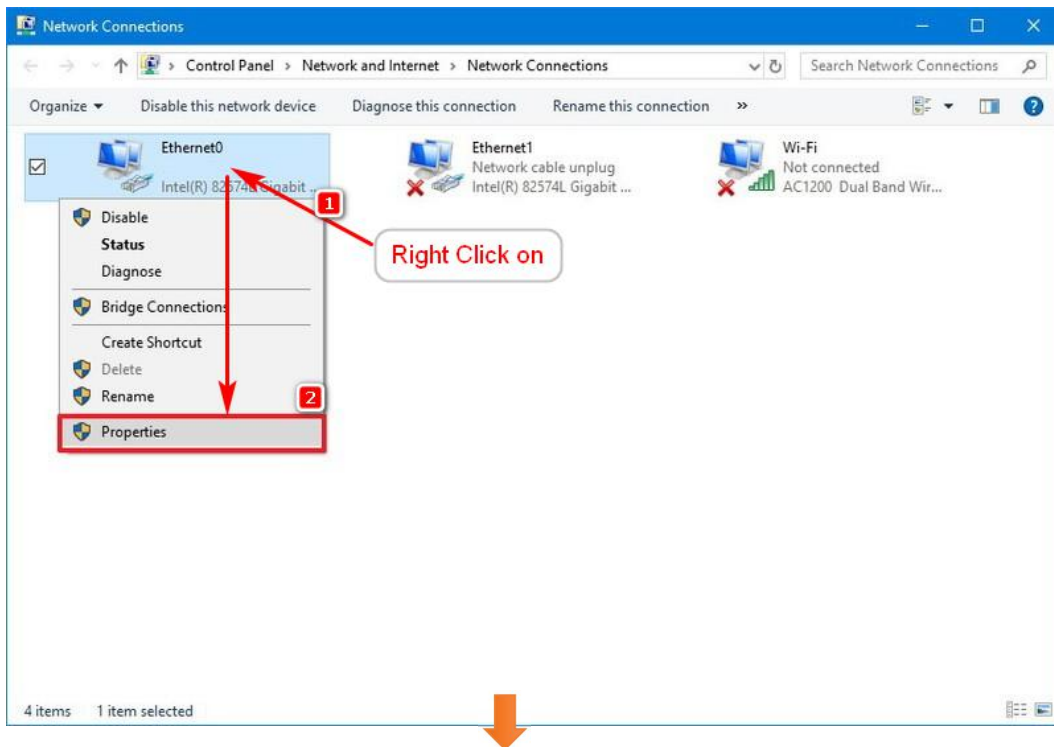 Network Connections
Control Panel > Network and Internet > Network Connections
Search Network Connections
Organize
Disable this network device
Diagnose this connection
Rename this connection
»
Ethernet0
Intel(R) 82574L Gigabit ...
Ethernet1
Network cable unplug
Intel(R) 82574L Gigabit ...
Wi-Fi
Not connected
AC1200 Dual Band Wir...
1
Right Click on
Disable
Status
Diagnose
Bridge Connections
Create Shortcut
Delete
Rename
2
Properties
4 items 1 item selected